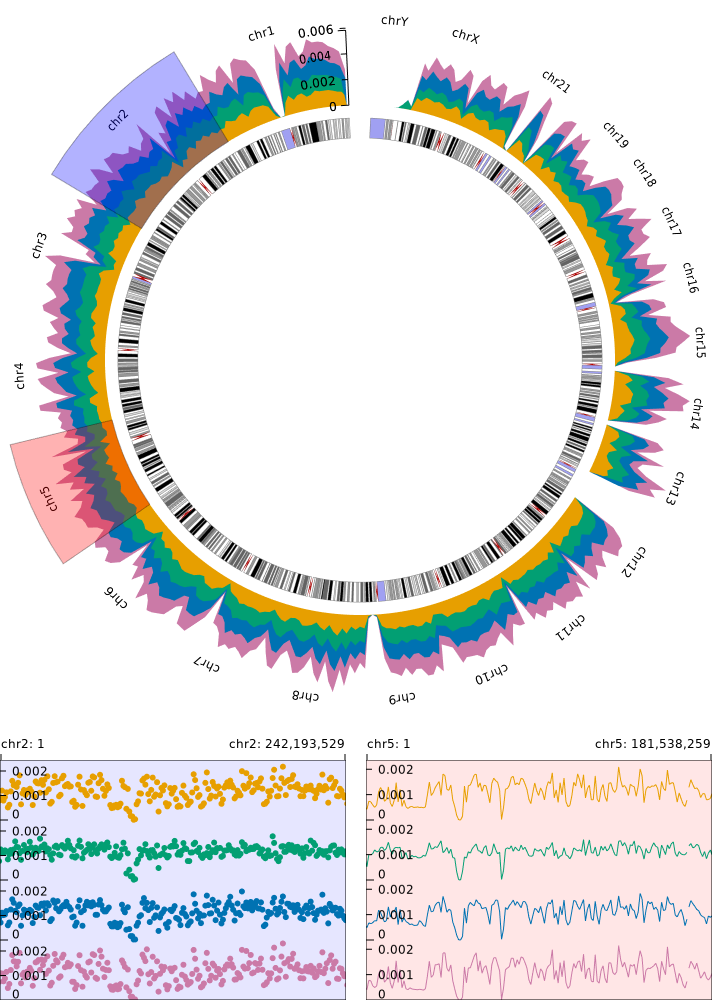 chrY
chrX
chr1
0.006
0.004
0.002
0
chr21
chr2
chr19
chr18
chr17
chr3
chr16
chr15
chr4
chr14
chr5
chr13
chr12
chr6
chr11
chr7
chr10
chr8
chr9
chr2: 1
chr2: 242,193,529
chr5: 1
chr5: 181,538,259
0.002
0.001
0
0.002
0.001
0
0.002
0.001
0
0.002
0.001
0
0.002
0.001
0
0.002
0.001
0
0.002
0.001
0
0.002
0.001
0